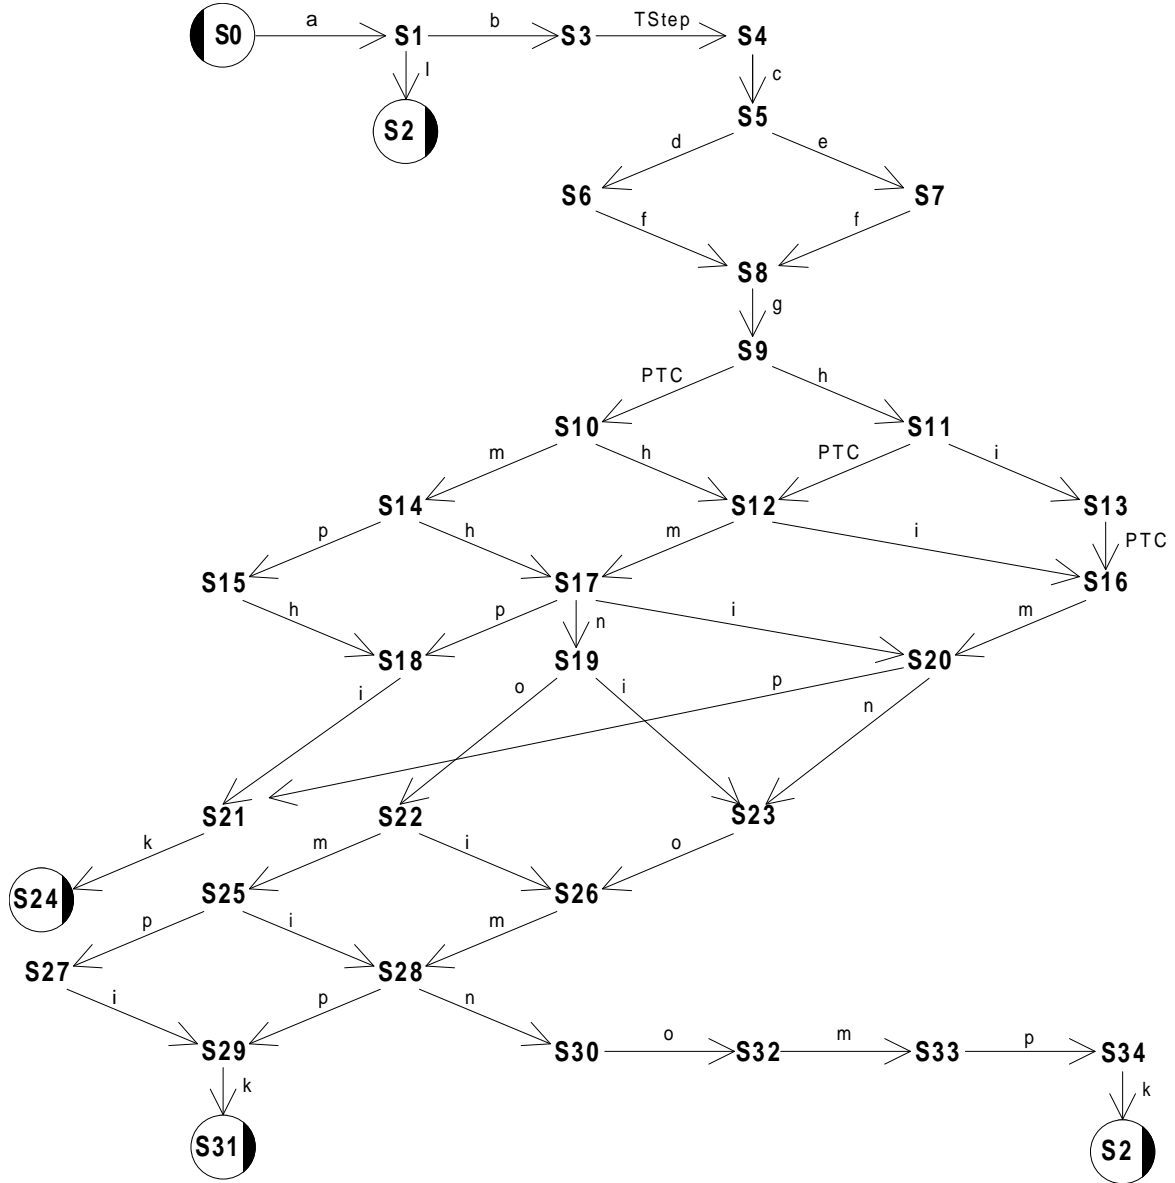 S0 a S1 b S3 TStep S4
l c
S2 S5
d e
S6 S7
f f
S8
g
S9
PTC h
S10 S11
m h PTC i
S14 S12 S13
p h m i PTC
S15 S17 S16
h p n i m
S18 S19 S20
i o i p n
S21 S22 S23
k m i o
S24 S25 S26
p i m
S27 S28
i p n
S29 S30 o S32 m S33 p S34
k k
S31 S2